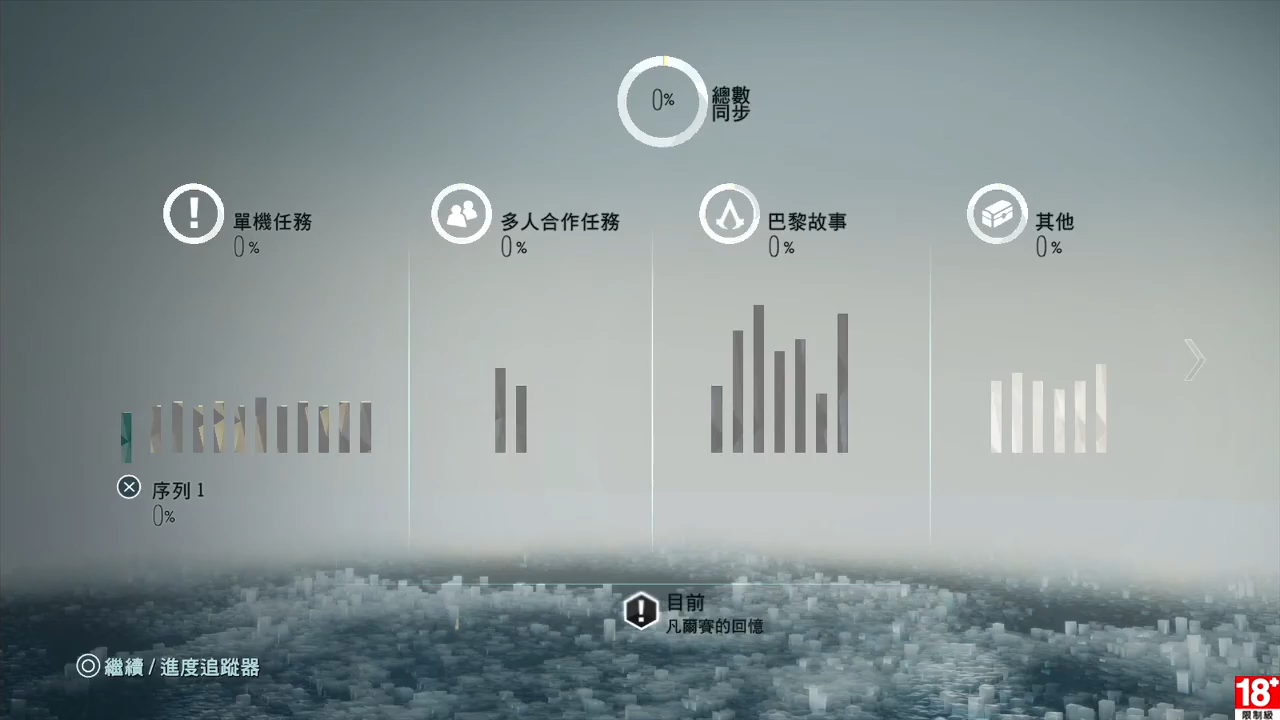 0%
總數
同步
單機任務
0%
多人合作任務
0%
巴黎故事
0%
其他
0%
序列 1
0%
目前
凡爾賽的回憶
繼續 / 進度追蹤器
18+
限制級